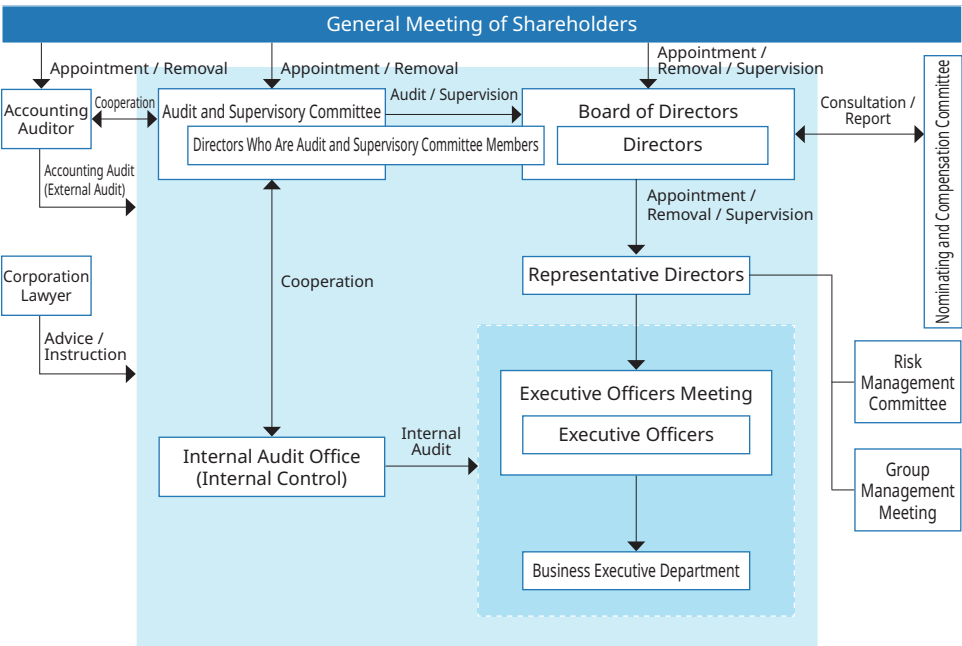 General Meeting of Shareholders
Appointment / Removal
Appointment / Removal
Appointment /
Removal / Supervision
Accounting
Auditor
Cooperation
Audit and Supervisory Committee
Directors Who Are Audit and Supervisory Committee Members
Audit / Supervision
Board of Directors
Directors
Consultation /
Report
Nominating and Compensation Committee
Accounting Audit
(External Audit)
Appointment /
Removal / Supervision
Corporation
Lawyer
Cooperation
Representative Directors
Advice /
Instruction
Risk
Management
Committee
Executive Officers Meeting
Executive Officers
Internal Audit Office
(Internal Control)
Internal
Audit
Group
Management
Meeting
Business Executive Department